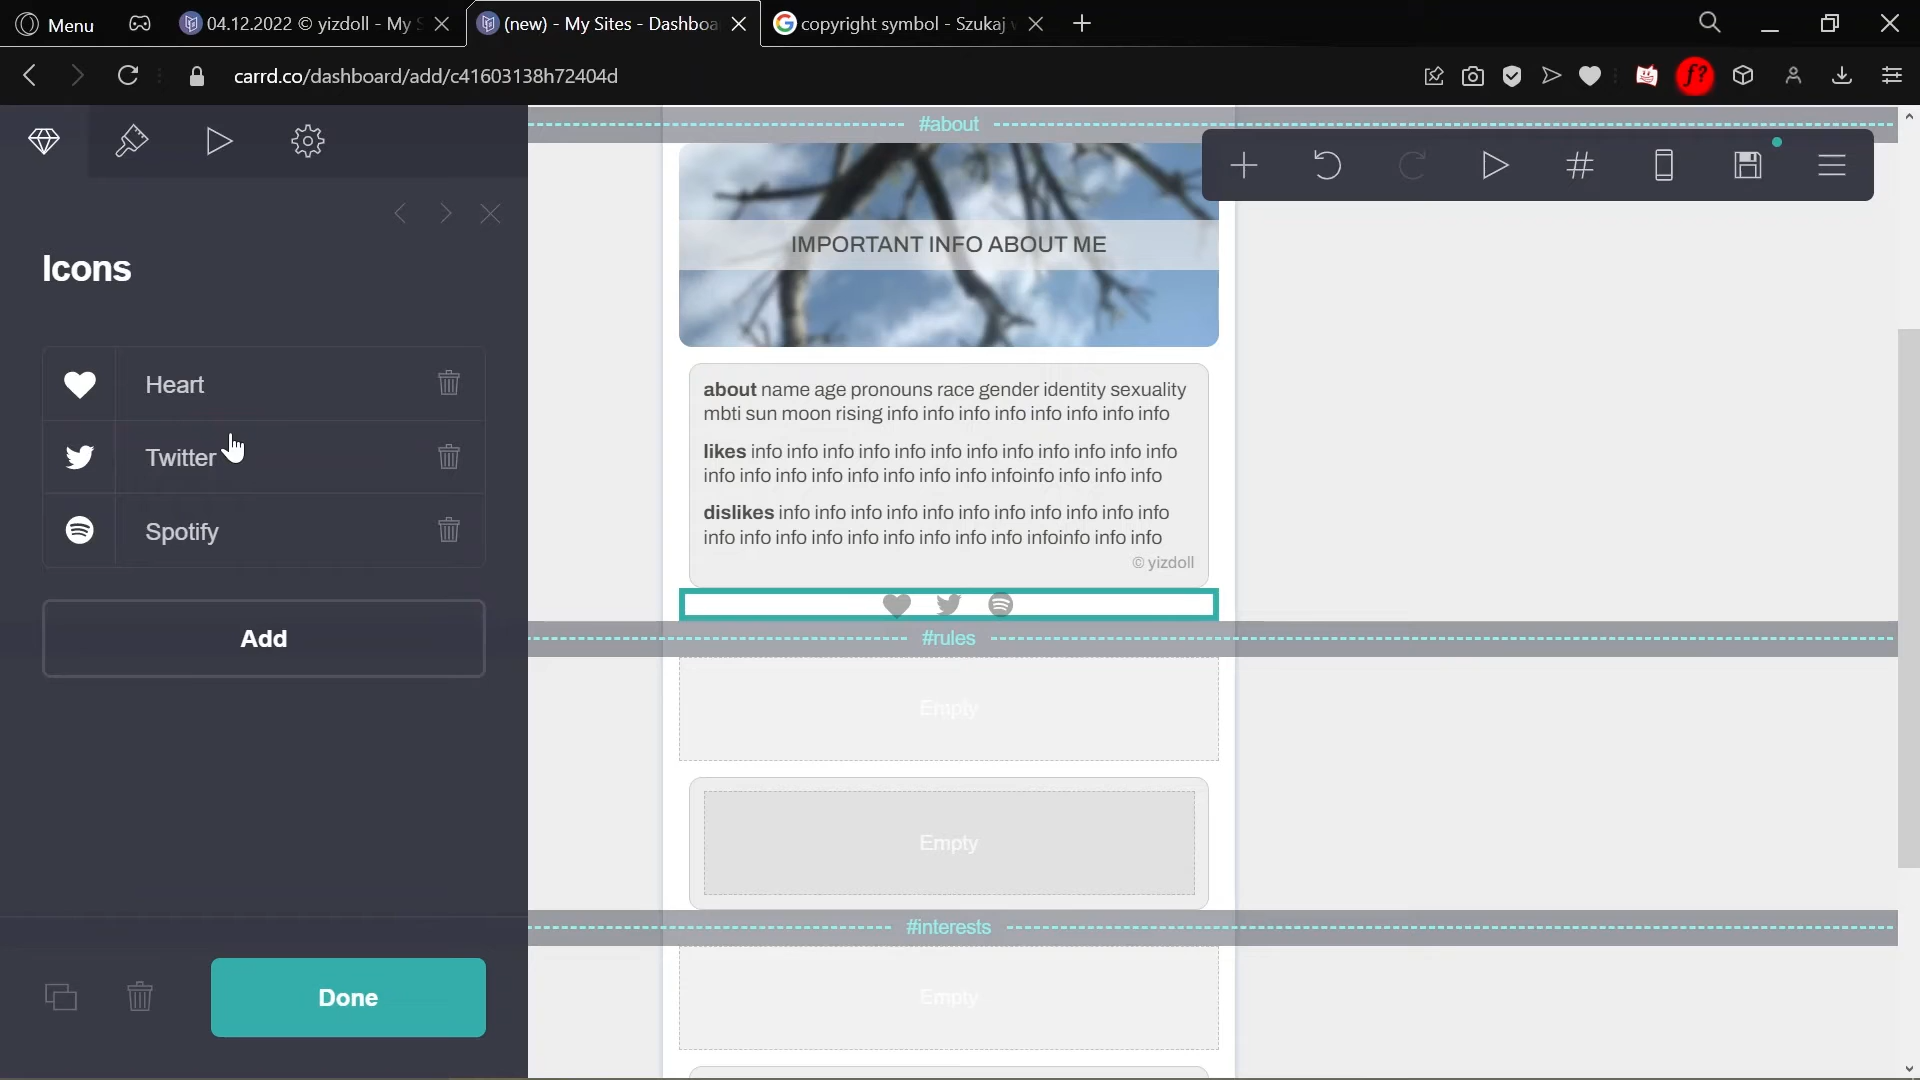 Menu
04.12.2022 © yizdoll - My S
(new) - My Sites - Dashboa
copyright symbol - Szukaj
carrd.co/dashboard/add/c41603138h72404d
Icons
Heart
Twitter
Spotify
Add
Done
#about
IMPORTANT INFO ABOUT ME
about name age pronouns race gender identity sexuality
mbti sun moon rising info info info info info info info info
likes info info info info info info info info info info info info
info info info info info info info info infoinfo info info info
dislikes info info info info info info info info info info info
info info info info info info info info info infoinfo info info
© yizdoll
#rules
Empty
Empty
#interests
Empty